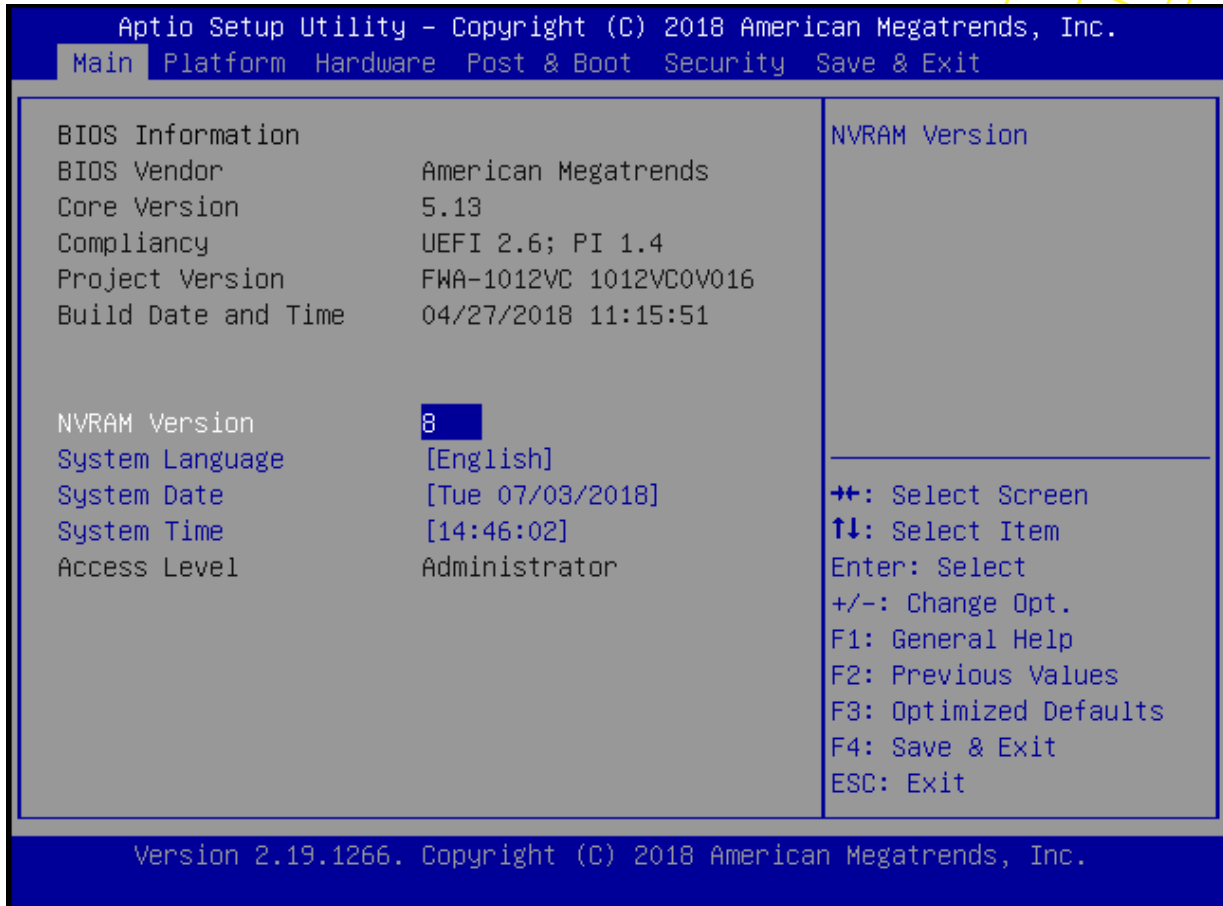 Aptio Setup Utility – Copyright (C) 2018 American Megatrends, Inc.
Main Platform Hardware Post & Boot Security Save & Exit
BIOS Information
BIOS Vendor American Megatrends
Core Version 5.13
Compliancy UEFI 2.6; PI 1.4
Project Version FWA-1012VC 1012VC0V016
Build Date and Time 04/27/2018 11:15:51
NVRAM Version 8
System Language [English]
System Date [Tue 07/03/2018]
System Time [14:46:02]
Access Level Administrator
NVRAM Version
→←: Select Screen
↑↓: Select Item
Enter: Select
+/-: Change Opt.
F1: General Help
F2: Previous Values
F3: Optimized Defaults
F4: Save & Exit
ESC: Exit
Version 2.19.1266. Copyright (C) 2018 American Megatrends, Inc.